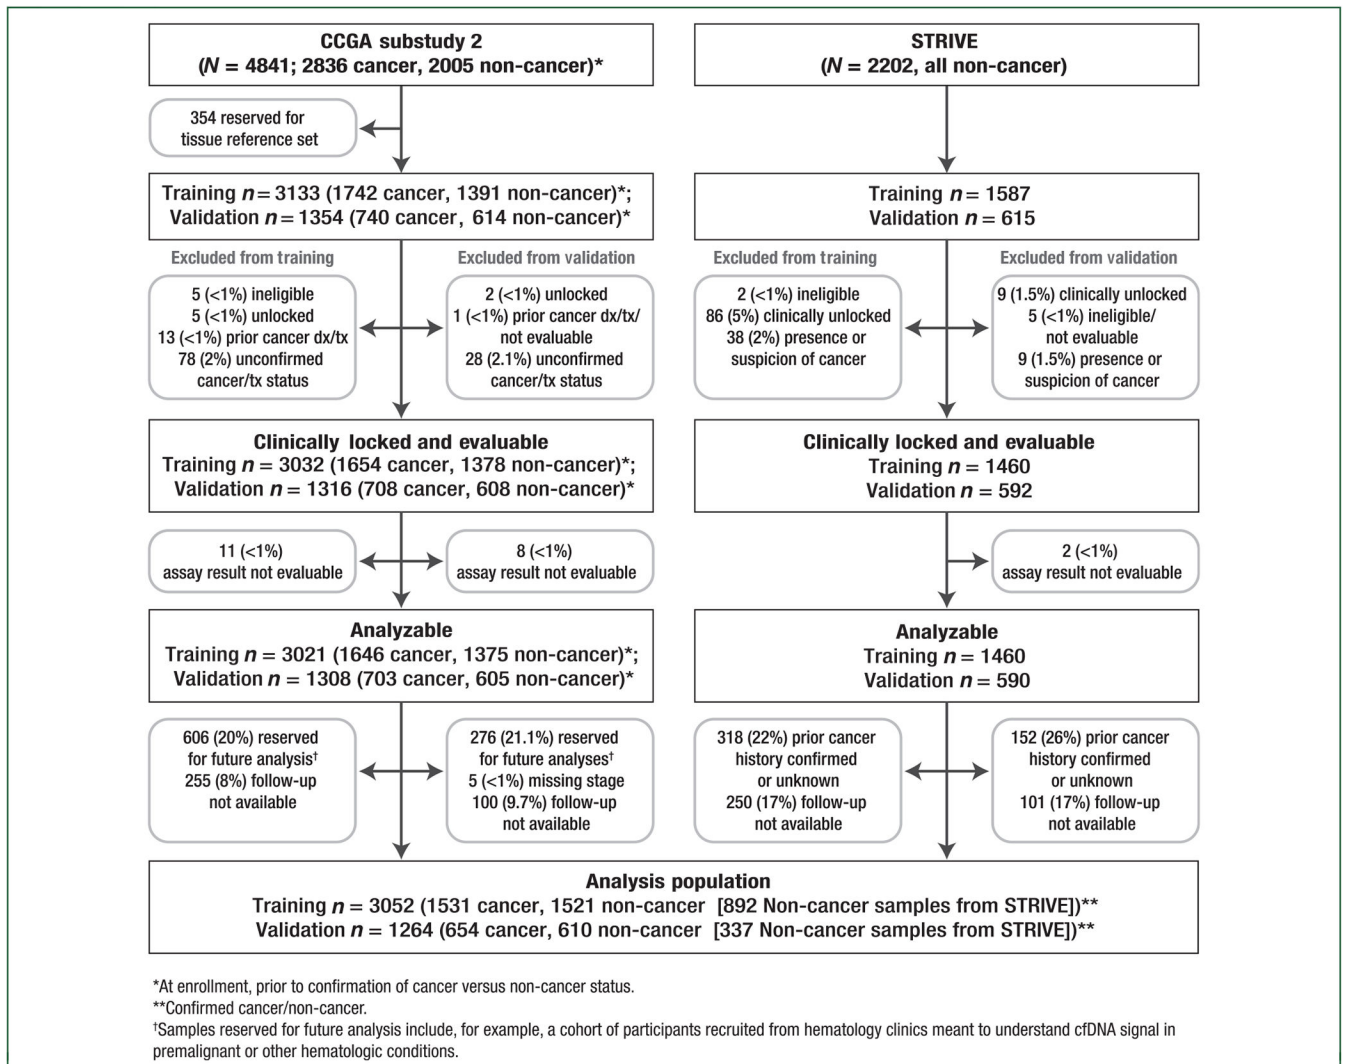 CCGA substudy 2
(N = 4841; 2836 cancer, 2005 non-cancer)*
STRIVE
(N = 2202, all non-cancer)
354 reserved for
tissue reference set
Training n = 3133 (1742 cancer, 1391 non-cancer)*;
Validation n = 1354 (740 cancer, 614 non-cancer)*
Training n = 1587
Validation n = 615
Excluded from training
5 (<1%) ineligible
5 (<1%) unlocked
13 (<1%) prior cancer dx/tx
78 (2%) unconfirmed
cancer/tx status
Excluded from validation
2 (<1%) unlocked
1 (<1%) prior cancer dx/tx/
not evaluable
28 (2.1%) unconfirmed
cancer/tx status
Excluded from training
2 (<1%) ineligible
86 (5%) clinically unlocked
38 (2%) presence or
suspicion of cancer
Excluded from validation
9 (1.5%) clinically unlocked
5 (<1%) ineligible/
not evaluable
9 (1.5%) presence or
suspicion of cancer
Clinically locked and evaluable
Training n = 3032 (1654 cancer, 1378 non-cancer)*;
Validation n = 1316 (708 cancer, 608 non-cancer)*
Clinically locked and evaluable
Training n = 1460
Validation n = 592
11 (<1%)
assay result not evaluable
8 (<1%)
assay result not evaluable
2 (<1%)
assay result not evaluable
Analyzable
Training n = 3021 (1646 cancer, 1375 non-cancer)*;
Validation n = 1308 (703 cancer, 605 non-cancer)*
Analyzable
Training n = 1460
Validation n = 590
606 (20%) reserved
for future analysis†
255 (8%) follow-up
not available
276 (21.1%) reserved
for future analyses†
5 (<1%) missing stage
100 (9.7%) follow-up
not available
318 (22%) prior cancer
history confirmed
or unknown
250 (17%) follow-up
not available
152 (26%) prior cancer
history confirmed
or unknown
101 (17%) follow-up
not available
Analysis population
Training n = 3052 (1531 cancer, 1521 non-cancer [892 Non-cancer samples from STRIVE])**
Validation n = 1264 (654 cancer, 610 non-cancer [337 Non-cancer samples from STRIVE])**
*At enrollment, prior to confirmation of cancer versus non-cancer status.
**Confirmed cancer/non-cancer.
†Samples reserved for future analysis include, for example, a cohort of participants recruited from hematology clinics meant to understand cfDNA signal in
premalignant or other hematologic conditions.